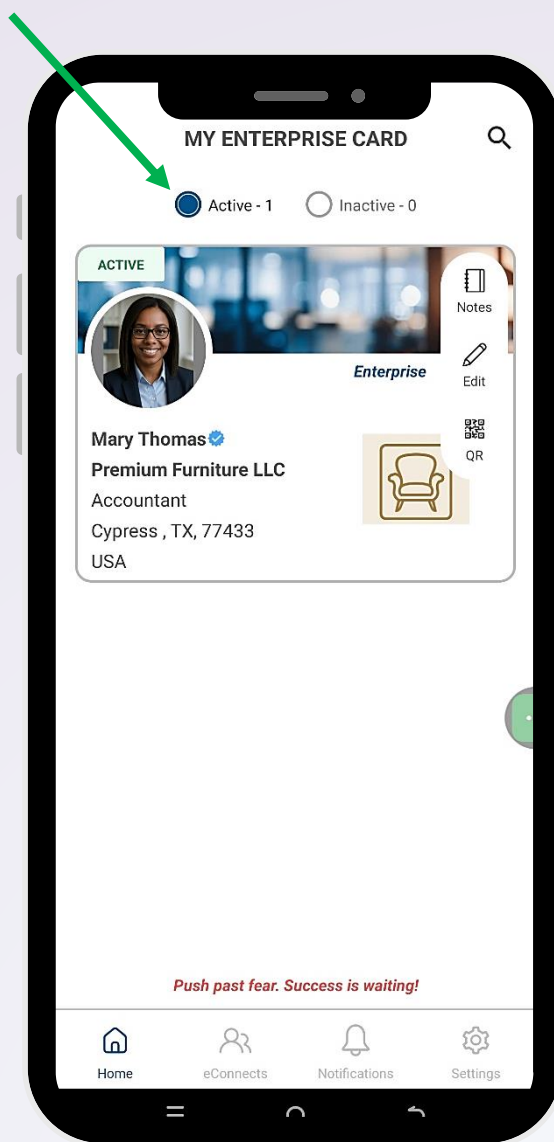 MY ENTERPRISE CARD
Active - 1 Inactive - 0
ACTIVE
Notes
Enterprise
Edit
QR
Mary Thomas
Premium Furniture LLC
Accountant
Cypress , TX, 77433
USA
Push past fear. Success is waiting!
Home eConnects Notifications Settings